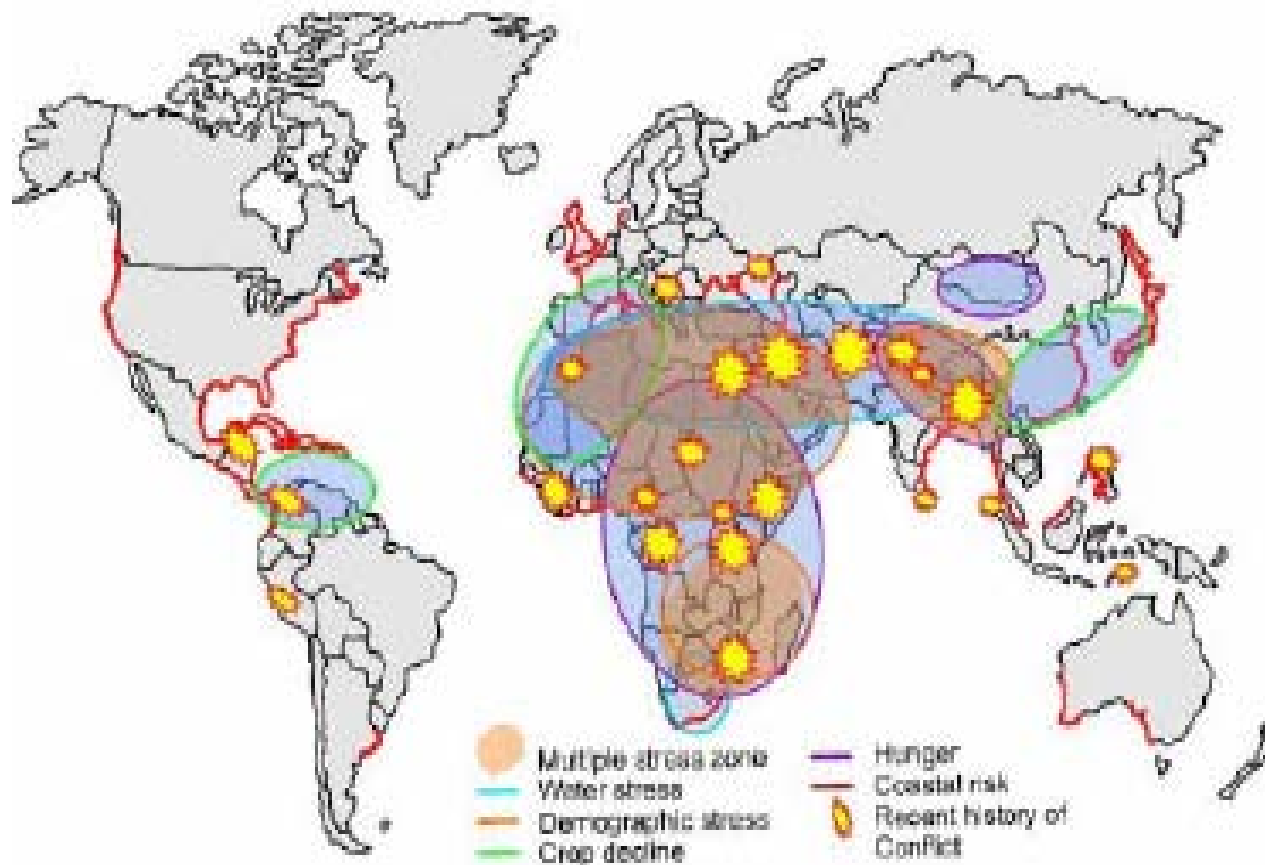 Multiple stress zone
Water stress
Demographic stress
Crop decline
Hunger
Coastal risk
Recent history of
Conflict